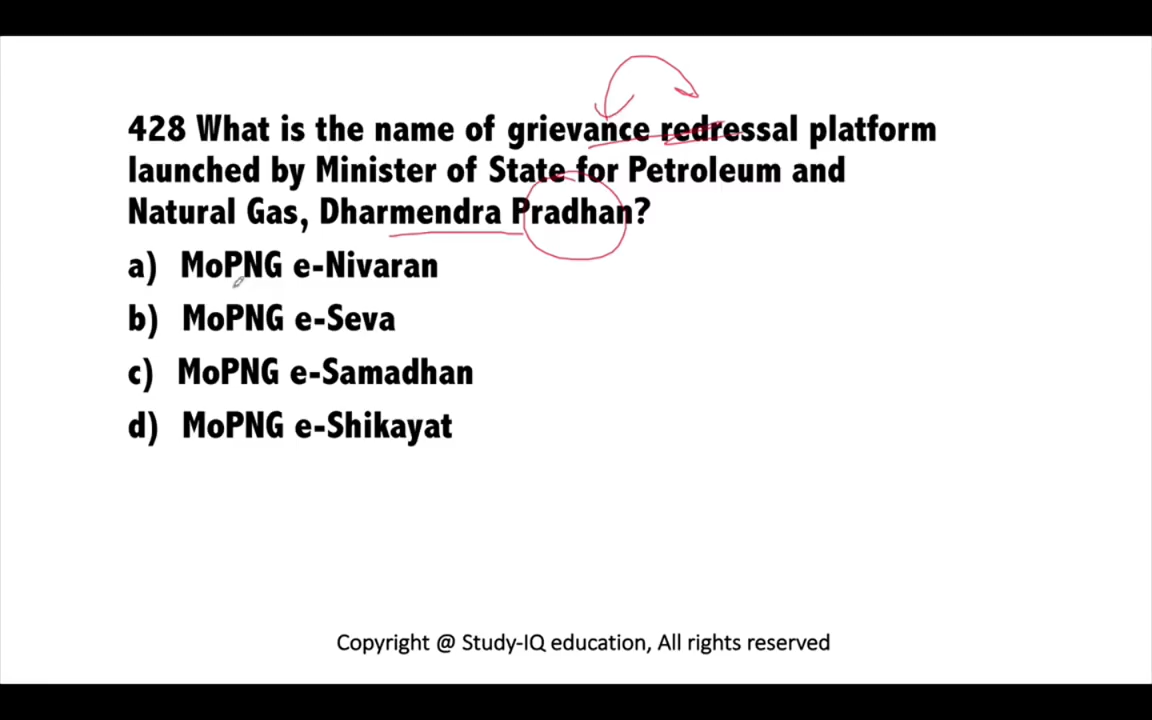 428 What is the name of grievance redressal platform
launched by Minister of State for Petroleum and
Natural Gas, Dharmendra Pradhan?
a) MoPNG e-Nivaran
b) MoPNG e-Seva
c) MoPNG e-Samadhan
d) MoPNG e-Shikayat
Copyright @ Study-IQ education, All rights reserved